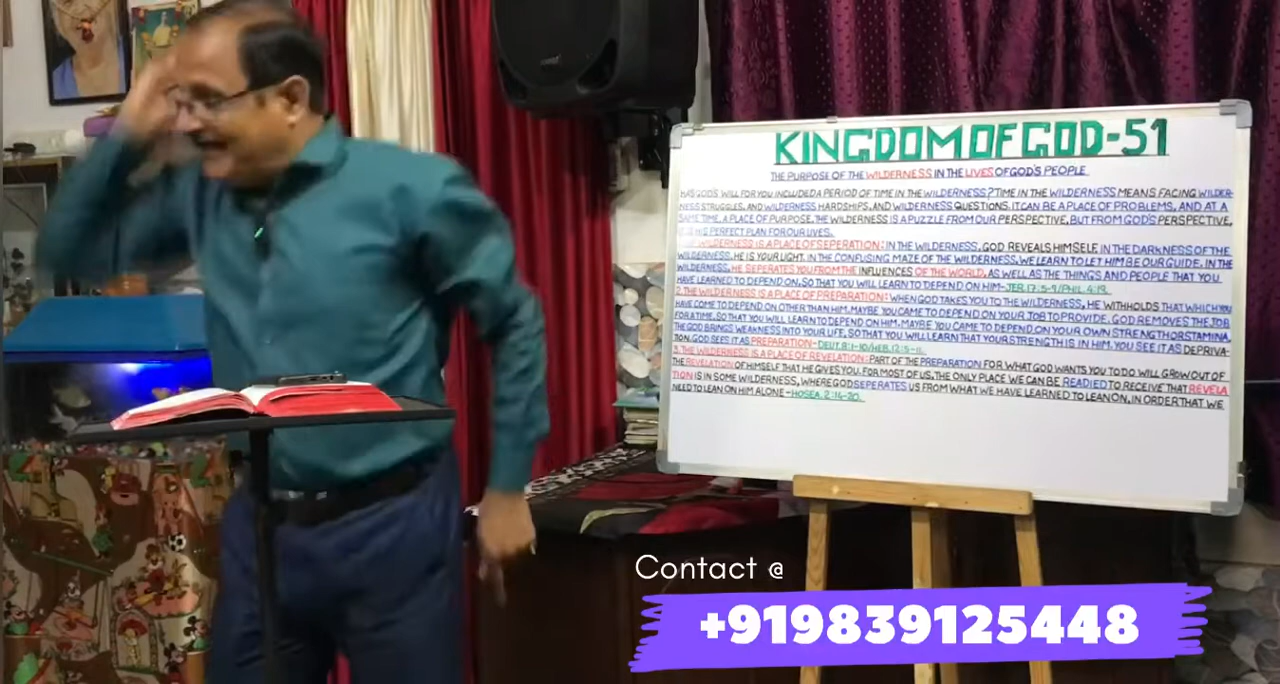 KINGDOM OF GOD-51
THE PURPOSE OF THE WILDERNESS IN THE LIVES OF GOD'S PEOPLE
HAS GOD'S WILL FOR YOU INCLUDED A PERIOD OF TIME IN THE WILDERNESS? TIME IN THE WILDERNESS MEANS FACING WILDER-
NESS STRUGGLES, AND WILDERNESS HARDSHIPS, AND WILDERNESS QUESTIONS. IT CAN BE A PLACE OF PROBLEMS, AND AT A
SAME TIME, A PLACE OF PURPOSE. THE WILDERNESS IS A PUZZLE FROM OUR PERSPECTIVE, BUT FROM GOD'S PERSPECTIVE,
IT IS HIS PERFECT PLAN FOR OUR LIVES.
THE WILDERNESS IS A PLACE OF SEPERATION: IN THE WILDERNESS, GOD REVEALS HIMSELF IN THE DARKNESS OF THE
WILDERNESS, HE IS YOUR LIGHT. IN THE CONFUSING MAZE OF THE WILDERNESS, WE LEARN TO LET HIM BE OUR GUIDE. IN THE
WILDERNESS, HE SEPERATES YOU FROM THE INFLUENCES OF THE WORLD, AS WELL AS THE THINGS AND PEOPLE THAT YOU
HAVE LEARNED TO DEPEND ON, SO THAT YOU WILL LEARN TO DEPEND ON HIM-JER.17:5-9/PHIL.4:19.
2. THE WILDERNESS IS A PLACE OF PREPARATION: WHEN GOD TAKES YOU TO THE WILDERNESS, HE WITHHOLDS THAT WHICH YOU
HAVE COME TO DEPEND ON OTHER THAN HIM. MAYBE YOU CAME TO DEPEND ON YOUR JOB TO PROVIDE. GOD REMOVES THE JOB
FOR A TIME, SO THAT YOU WILL LEARN TO DEPEND ON HIM. MAYBE YOU CAME TO DEPEND ON YOUR OWN STRENGTH OR STAMINA,
THE GOD BRINGS WEAKNESS INTO YOUR LIFE, SO THAT YOU WILL LEARN THAT YOUR STRENGTH IS IN HIM. YOU SEE IT AS DEPRIVA-
TION. GOD SEES IT AS PREPARATION-DEUT.8:1-10/HEB.12:5-11.
3. THE WILDERNESS IS A PLACE OF REVELATION: PART OF THE PREPARATION FOR WHAT GOD WANTS YOU TO DO WILL GROW OUT OF
THE REVELATION OF HIMSELF THAT HE GIVES YOU. FOR MOST OF US, THE ONLY PLACE WE CAN BE READIED TO RECEIVE THAT REVELA
TION IS IN SOME WILDERNESS, WHERE GOD SEPERATES US FROM WHAT WE HAVE LEARNED TO LEAN ON, IN ORDER THAT WE
NEED TO LEAN ON HIM ALONE-HOSEA.2:14-20.
Contact @
+919839125448